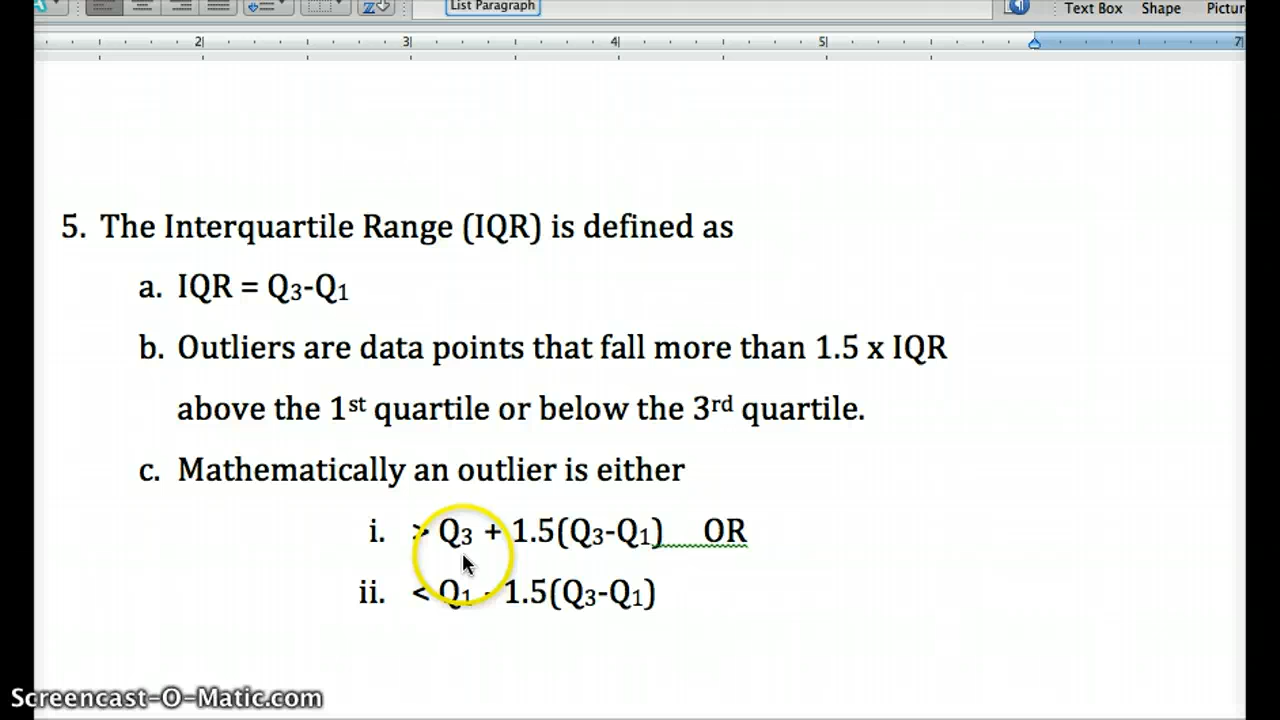 List Paragraph
Text Box Shape Pictur
2 3 4 5 7
5. The Interquartile Range (IQR) is defined as
a. IQR = Q3-Q1
b. Outliers are data points that fall more than 1.5 x IQR
above the 1st quartile or below the 3rd quartile.
c. Mathematically an outlier is either
i. > Q3 + 1.5(Q3-Q1) OR
ii. < Q1 - 1.5(Q3-Q1)
Screencast-O-Matic.com